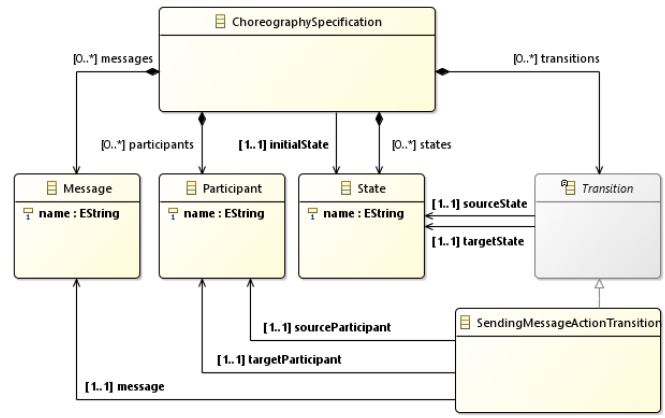 ChoreographySpecification
[0..*] messages
[0..*] transitions
[0..*] participants
[1..1] initialState
[0..*] states
Message
Participant
State
Transition
name : EString
name : EString
name : EString
[1..1] sourceState
[1..1] targetState
SendingMessageActionTransition
[1..1] sourceParticipant
[1..1] targetParticipant
[1..1] message